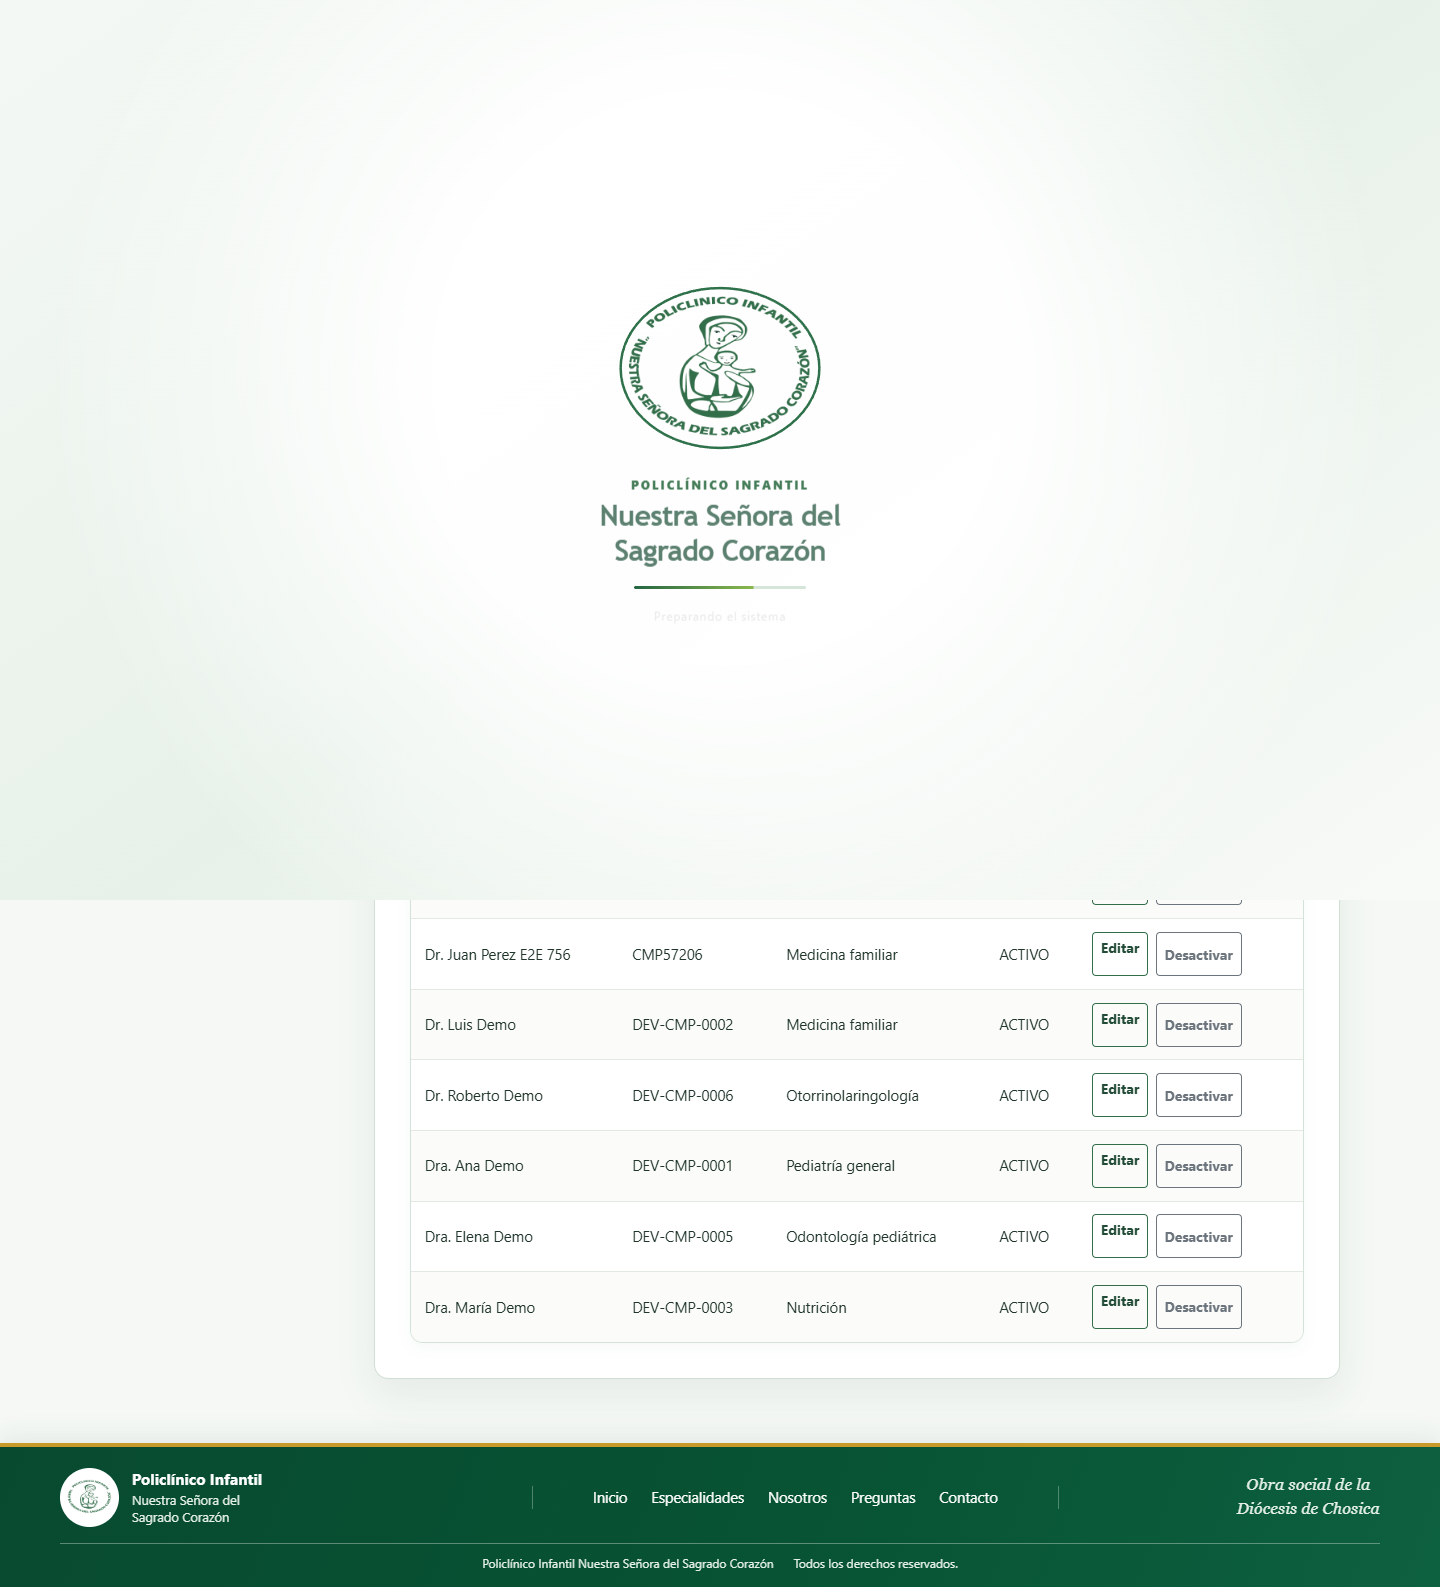 POLICLINICO INFANTIL
"NUESTRA SEÑORA DEL SAGRADO CORAZÓN"
POLICLÍNICO INFANTIL
Nuestra Señora del
Sagrado Corazón
Preparando el sistema
Dr. Juan Perez E2E 756 CMP57206 Medicina familiar ACTIVO Editar Desactivar
Dr. Luis Demo DEV-CMP-0002 Medicina familiar ACTIVO Editar Desactivar
Dr. Roberto Demo DEV-CMP-0006 Otorrinolaringología ACTIVO Editar Desactivar
Dra. Ana Demo DEV-CMP-0001 Pediatría general ACTIVO Editar Desactivar
Dra. Elena Demo DEV-CMP-0005 Odontología pediátrica ACTIVO Editar Desactivar
Dra. María Demo DEV-CMP-0003 Nutrición ACTIVO Editar Desactivar
Policlínico Infantil
Nuestra Señora del
Sagrado Corazón
Inicio Especialidades Nosotros Preguntas Contacto
Obra social de la
Diócesis de Chosica
Policlínico Infantil Nuestra Señora del Sagrado Corazón Todos los derechos reservados.